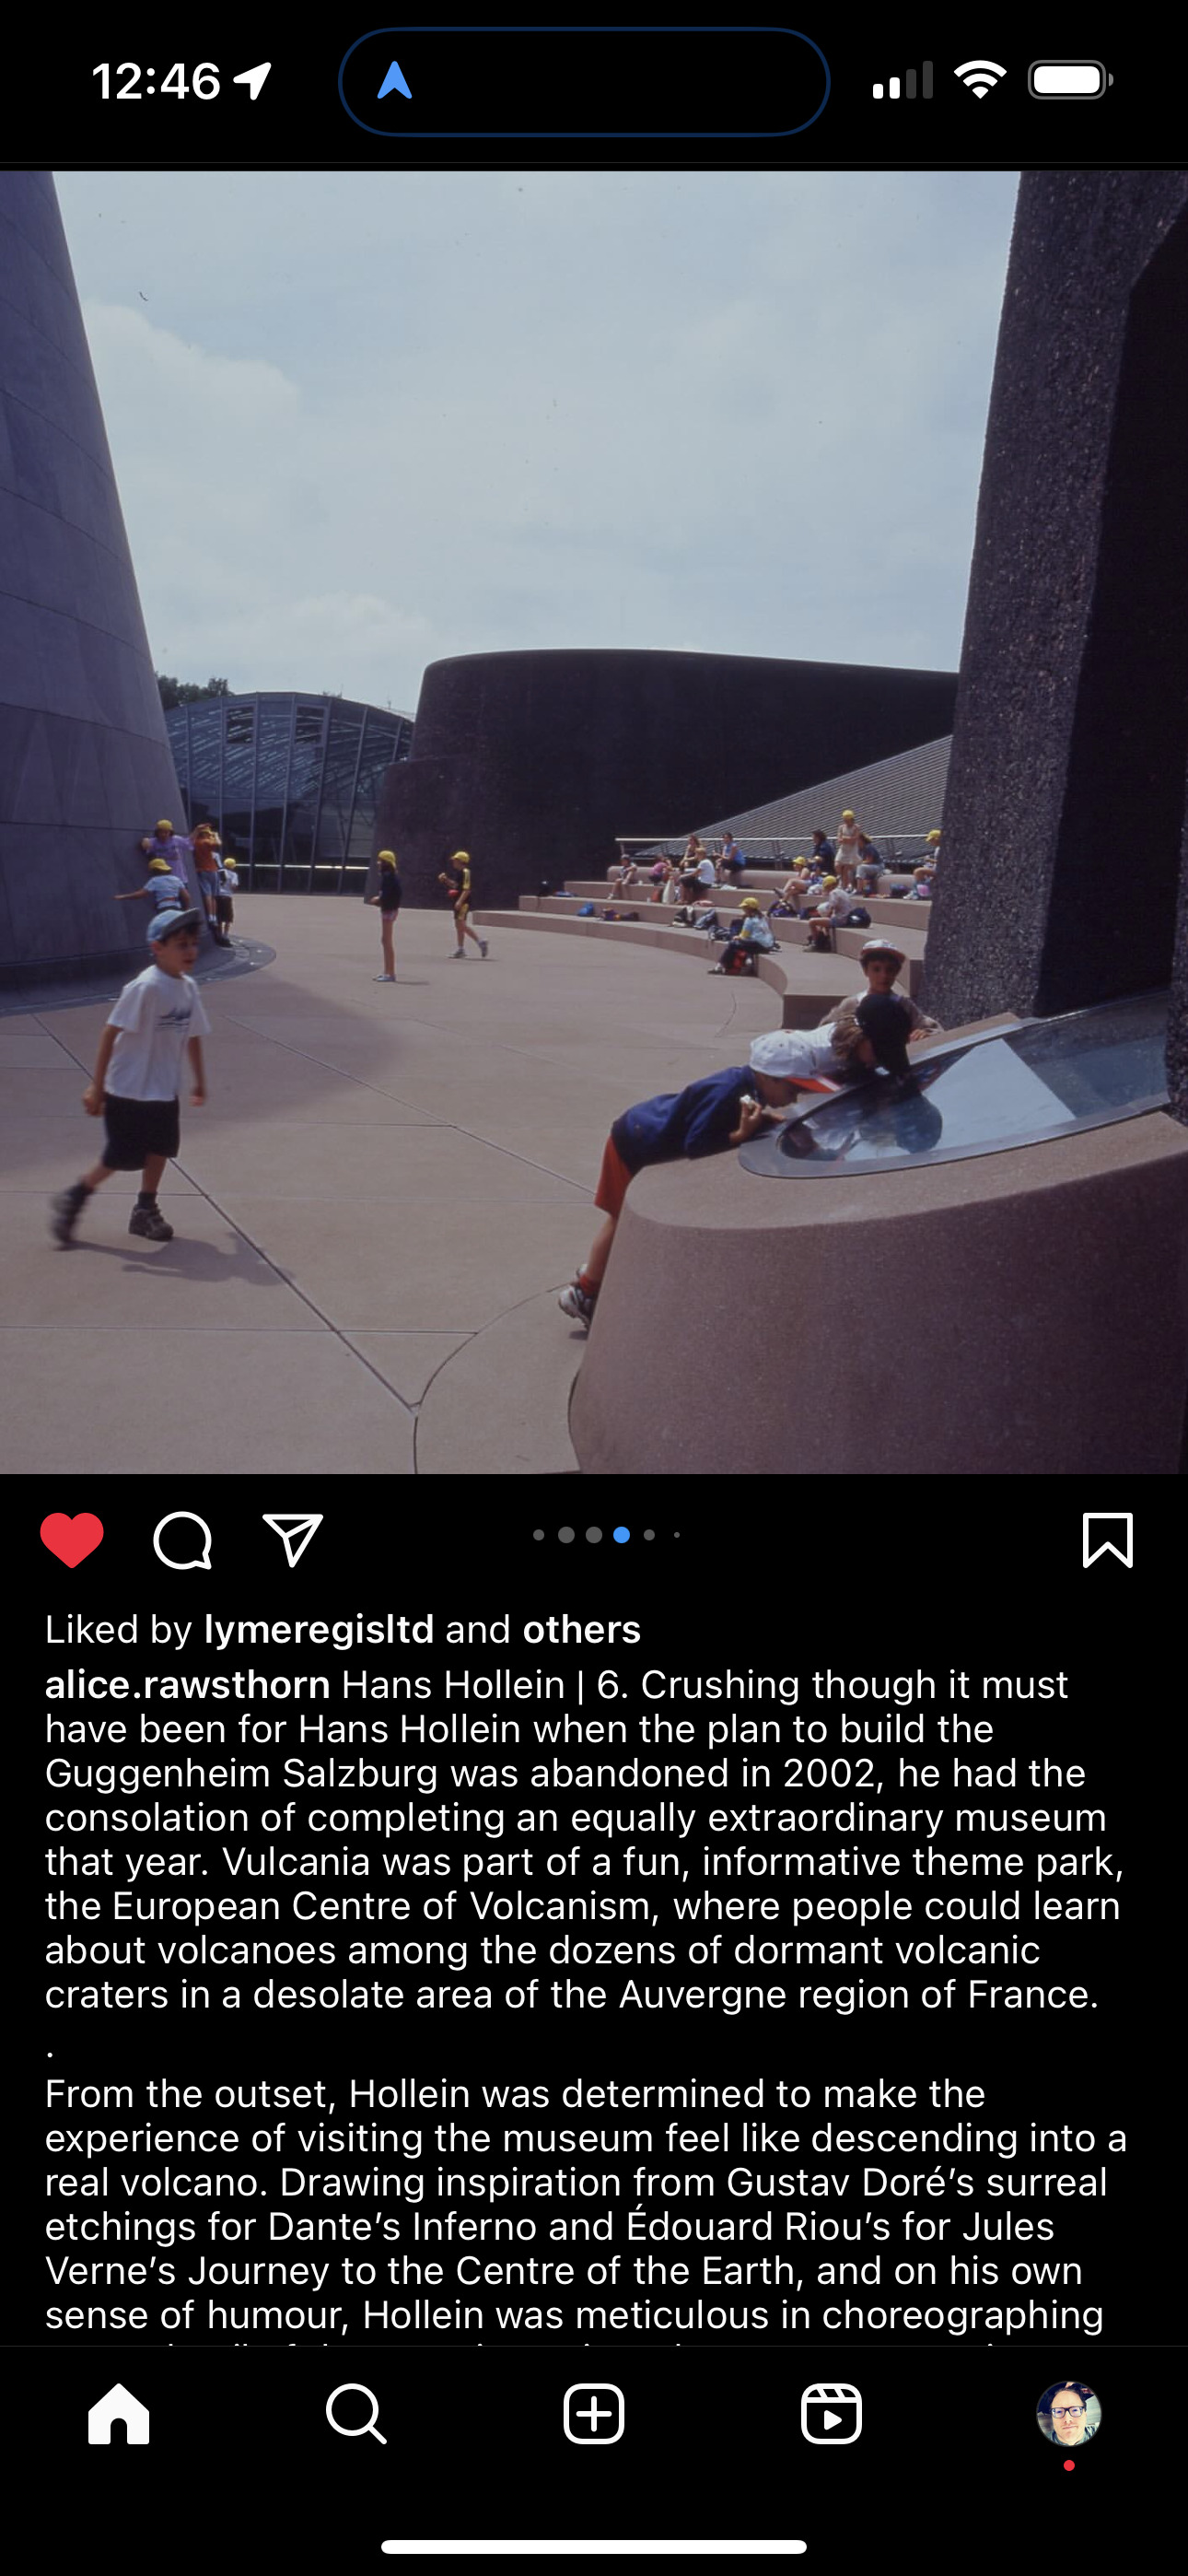 12:46
Liked by lymeregisltd and others
alice.rawsthorn Hans Hollein | 6. Crushing though it must
have been for Hans Hollein when the plan to build the
Guggenheim Salzburg was abandoned in 2002, he had the
consolation of completing an equally extraordinary museum
that year. Vulcania was part of a fun, informative theme park,
the European Centre of Volcanism, where people could learn
about volcanoes among the dozens of dormant volcanic
craters in a desolate area of the Auvergne region of France.
.
From the outset, Hollein was determined to make the
experience of visiting the museum feel like descending into a
real volcano. Drawing inspiration from Gustav Doré’s surreal
etchings for Dante’s Inferno and Édouard Riou’s for Jules
Verne’s Journey to the Centre of the Earth, and on his own
sense of humour, Hollein was meticulous in choreographing